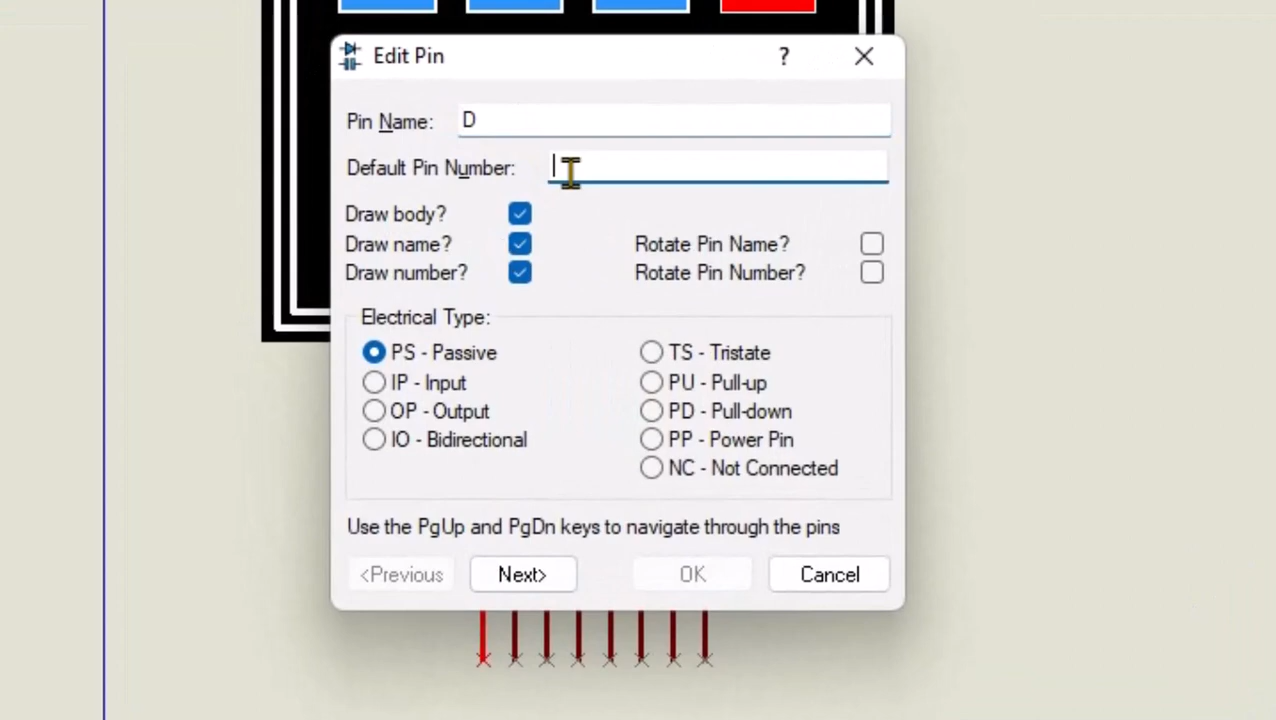 Edit Pin ?
Pin Name: D
Default Pin Number:
Draw body?
Draw name? Rotate Pin Name?
Draw number? Rotate Pin Number?
Electrical Type:
PS - Passive TS - Tristate
IP - Input PU - Pull-up
OP - Output PD - Pull-down
IO - Bidirectional PP - Power Pin
NC - Not Connected
Use the PgUp and PgDn keys to navigate through the pins
<Previous Next> OK Cancel